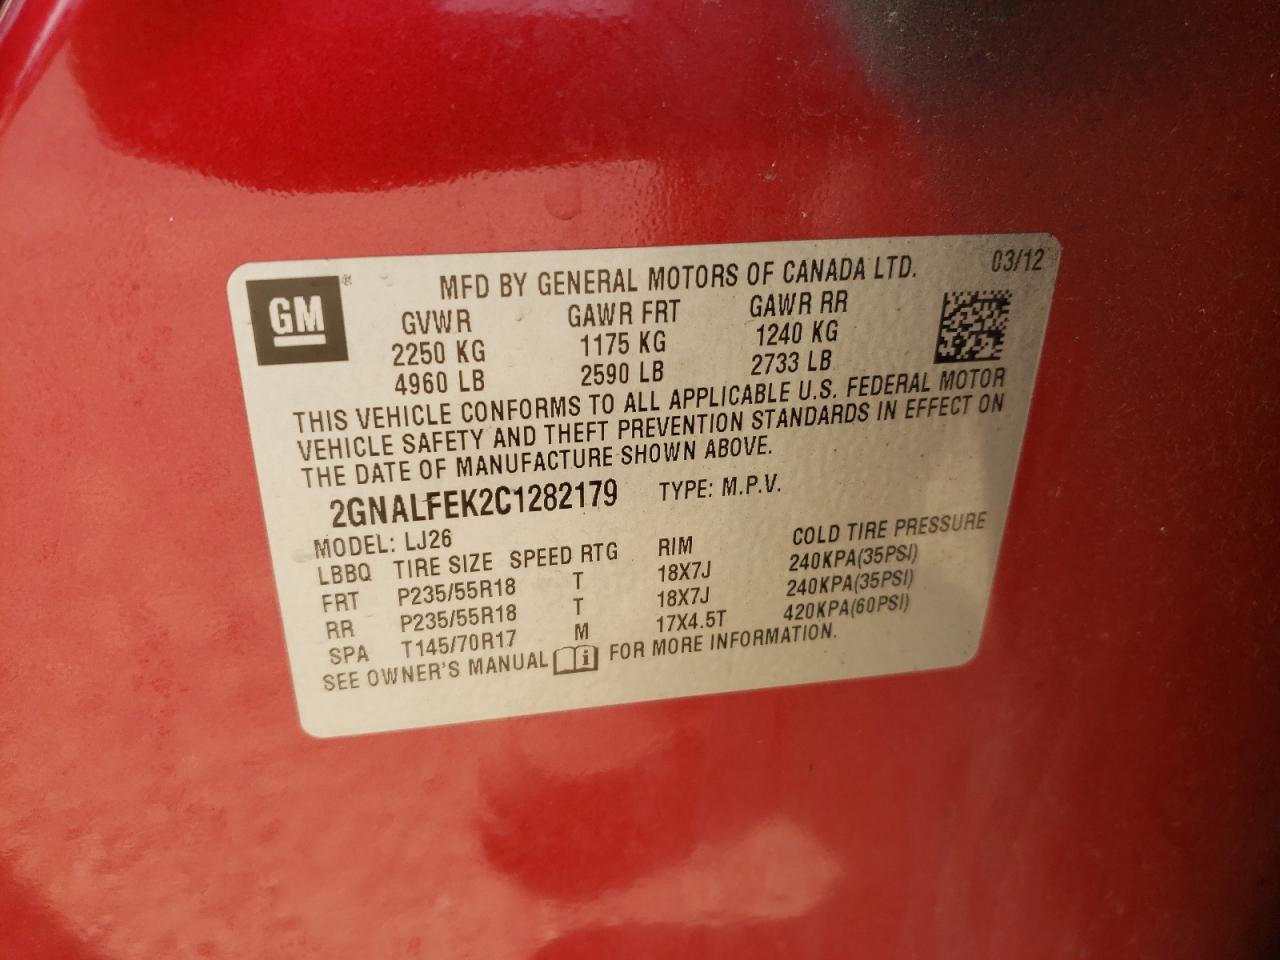 GM
®
MFD BY GENERAL MOTORS OF CANADA LTD. 03/12
GVWR GAWR FRT GAWR RR
2250 KG 1175 KG 1240 KG
4960 LB 2590 LB 2733 LB
THIS VEHICLE CONFORMS TO ALL APPLICABLE U.S. FEDERAL MOTOR
VEHICLE SAFETY AND THEFT PREVENTION STANDARDS IN EFFECT ON
THE DATE OF MANUFACTURE SHOWN ABOVE.
2GNALFEK2C1282179 TYPE: M.P.V.
MODEL: LJ26
LBBQ TIRE SIZE SPEED RTG RIM COLD TIRE PRESSURE
FRT P235/55R18 T 18X7J 240KPA(35PSI)
RR P235/55R18 T 18X7J 240KPA(35PSI)
SPA T145/70R17 M 17X4.5T 420KPA(60PSI)
SEE OWNER'S MANUAL i FOR MORE INFORMATION.